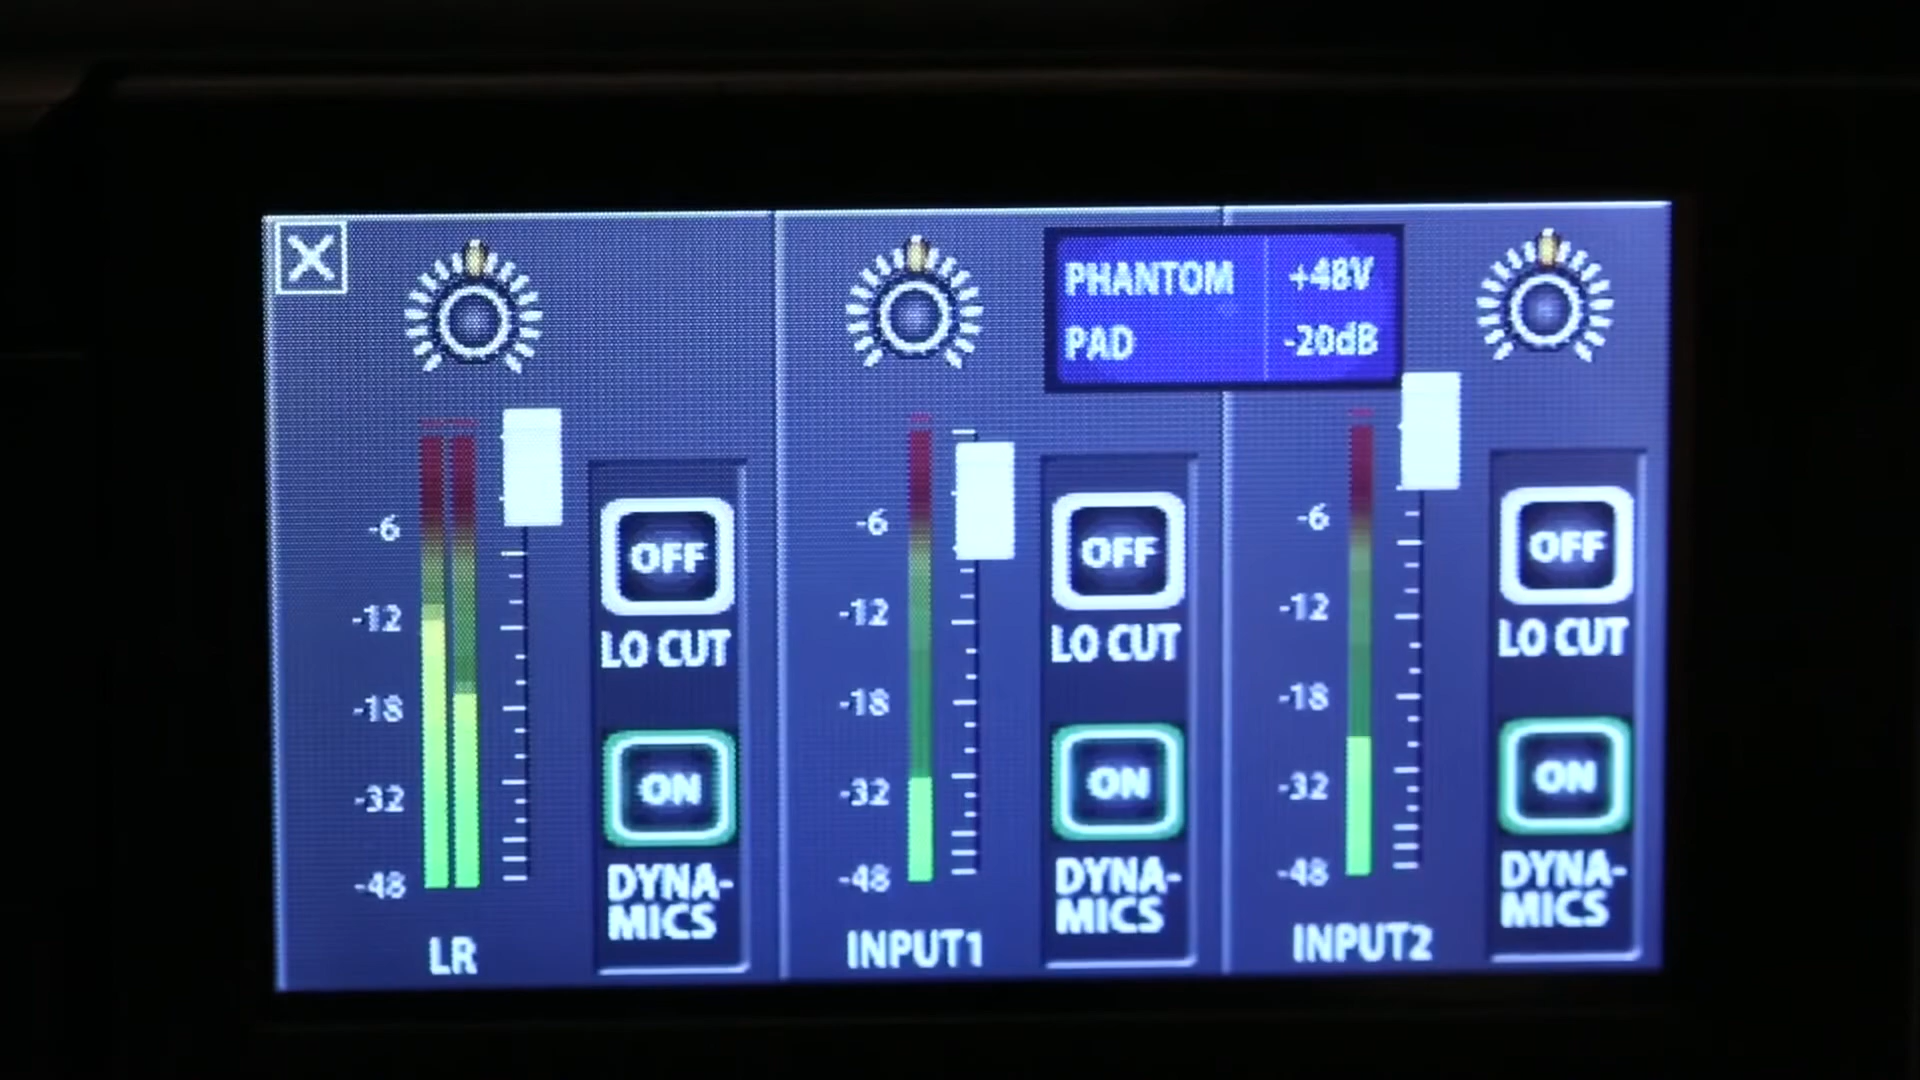 X
PHANTOM +48V
PAD -20dB
-6
-12
-18
-32
-48
LR
OFF
LO CUT
ON
DYNA-
MICS
-6
-12
-18
-32
-48
INPUT1
OFF
LO CUT
ON
DYNA-
MICS
-6
-12
-18
-32
-48
INPUT2
OFF
LO CUT
ON
DYNA-
MICS